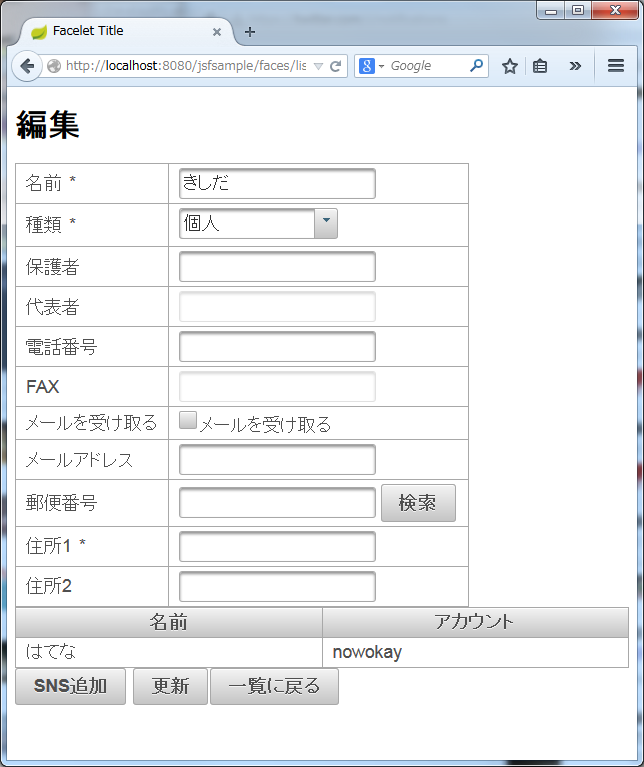 Facelet Title
http://localhost:8080/jsfsample/faces/lis
Google
編集
名前 *
きしだ
種類 *
個人
保護者
代表者
電話番号
FAX
メールを受け取る
メールを受け取る
メールアドレス
郵便番号
検索
住所1 *
住所2
名前 アカウント
はてな nowokay
SNS追加 更新 一覧に戻る